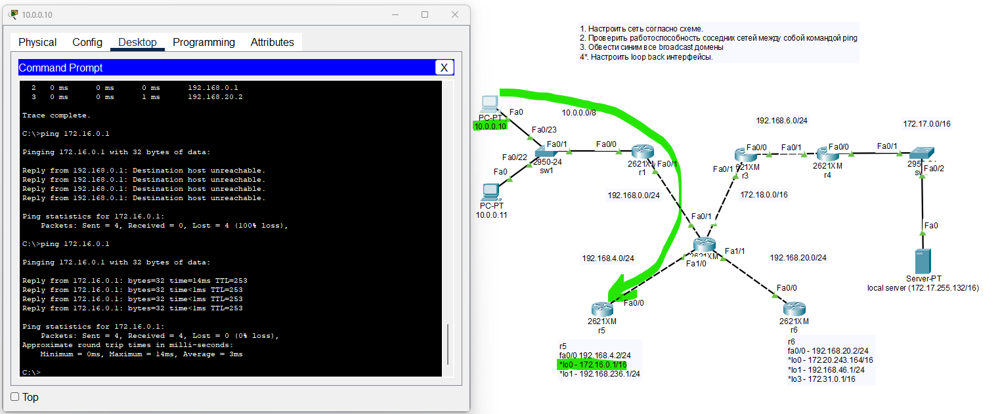 10.0.0.10
Physical Config Desktop Programming Attributes
Command Prompt X
2 0 ms 0 ms 0 ms 192.168.0.1
3 0 ms 0 ms 1 ms 192.168.20.2
Trace complete.
C:\>ping 172.16.0.1
Pinging 172.16.0.1 with 32 bytes of data:
Reply from 192.168.0.1: Destination host unreachable.
Reply from 192.168.0.1: Destination host unreachable.
Reply from 192.168.0.1: Destination host unreachable.
Reply from 192.168.0.1: Destination host unreachable.
Ping statistics for 172.16.0.1:
Packets: Sent = 4, Received = 0, Lost = 4 (100% loss),
C:\>ping 172.16.0.1
Pinging 172.16.0.1 with 32 bytes of data:
Reply from 172.16.0.1: bytes=32 time=14ms TTL=253
Reply from 172.16.0.1: bytes=32 time<1ms TTL=253
Reply from 172.16.0.1: bytes=32 time<1ms TTL=253
Reply from 172.16.0.1: bytes=32 time<1ms TTL=253
Ping statistics for 172.16.0.1:
Packets: Sent = 4, Received = 4, Lost = 0 (0% loss),
Approximate round trip times in milli-seconds:
Minimum = 0ms, Maximum = 14ms, Average = 3ms
C:\>
Top
1. Настроить сеть согласно схеме.
2. Проверить работоспособность соседних сетей между собой командой ping
3. Обвести синим все broadcast домены
4*. Настроить loop back интерфейсы.
PC-PT
10.0.0.10
Fa0
Fa0/23
10.0.0.0/8
Fa0/1
Fa0/22
2950-24
sw1
Fa0
PC-PT
10.0.0.11
Fa0/0
2621XM
r1
Fa0/1
192.168.0.0/24
192.168.6.0/24
172.17.0.0/16
Fa0/0
Fa0/1
621XM
r3
Fa0/1
172.18.0.0/16
Fa0/0
2621XM
r4
Fa0/1
Fa0/2
Fa0
Server-PT
local server (172.17.255.132/16)
Fa0/1
2621XM
Fa1/0
Fa1/1
192.168.4.0/24
192.168.20.0/24
Fa0/0
2621XM
r5
Fa0/0
2621XM
r6
r5
fa0/0 192.168.4.2/24
*lo0 - 172.16.0.1/16
*lo1 - 192.168.236.1/24
r6
fa0/0 - 192.168.20.2/24
*lo0 - 172.20.243.164/16
*lo1 - 192.168.46.1/24
*lo3 - 172.31.0.1/16